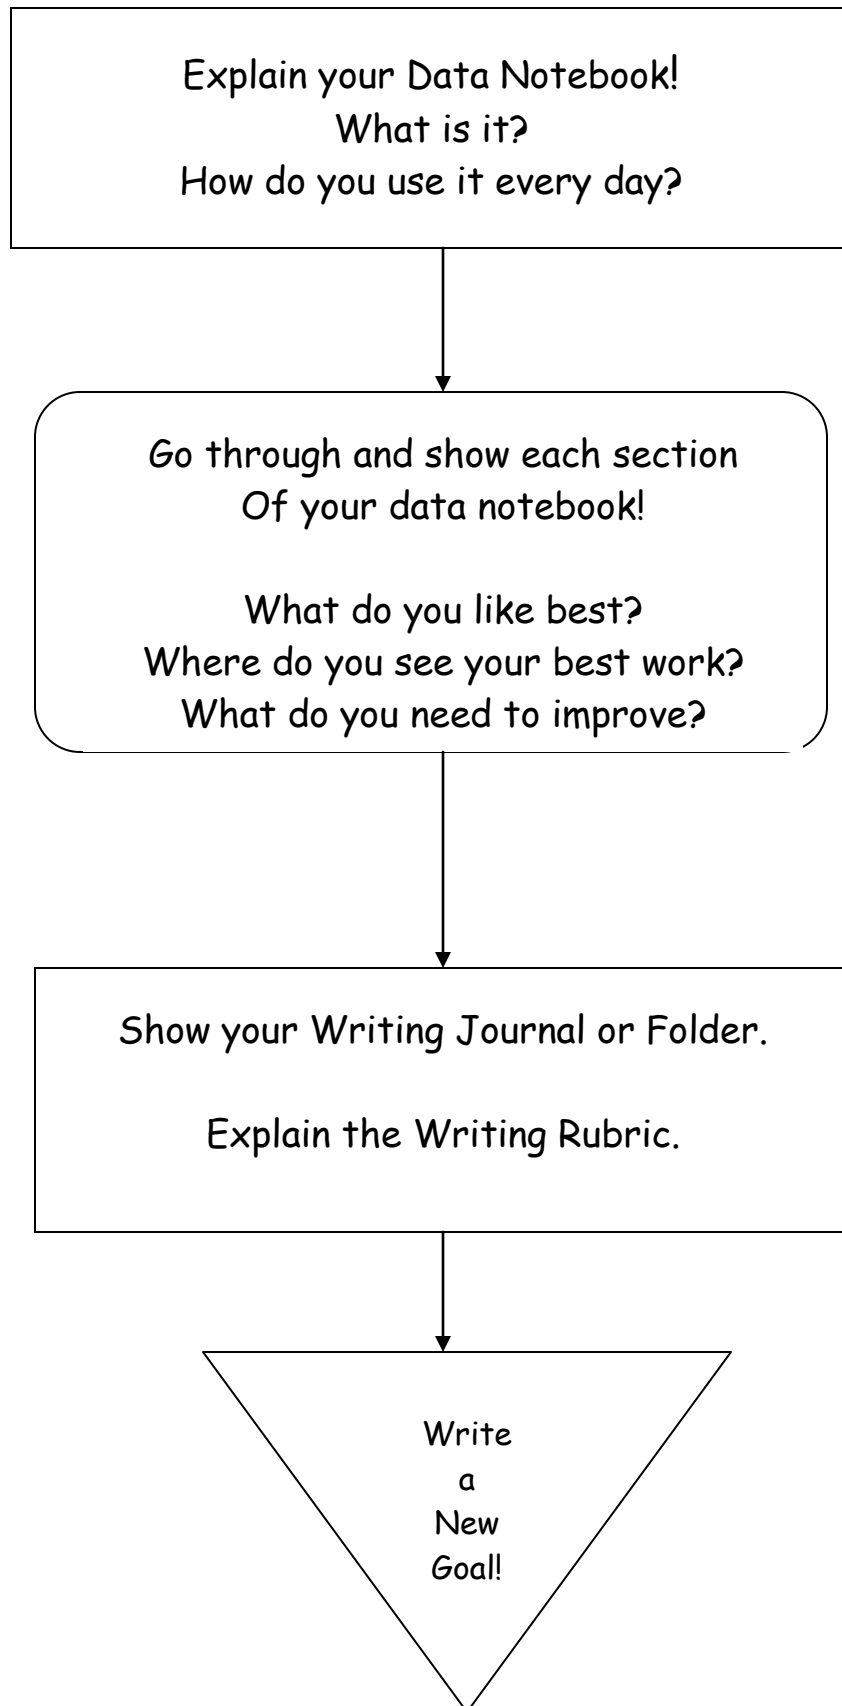 Explain your Data Notebook!
What is it?
How do you use it every day?
Go through and show each section
Of your data notebook!
What do you like best?
Where do you see your best work?
What do you need to improve?
Show your Writing Journal or Folder.
Explain the Writing Rubric.
Write
a
New
Goal!